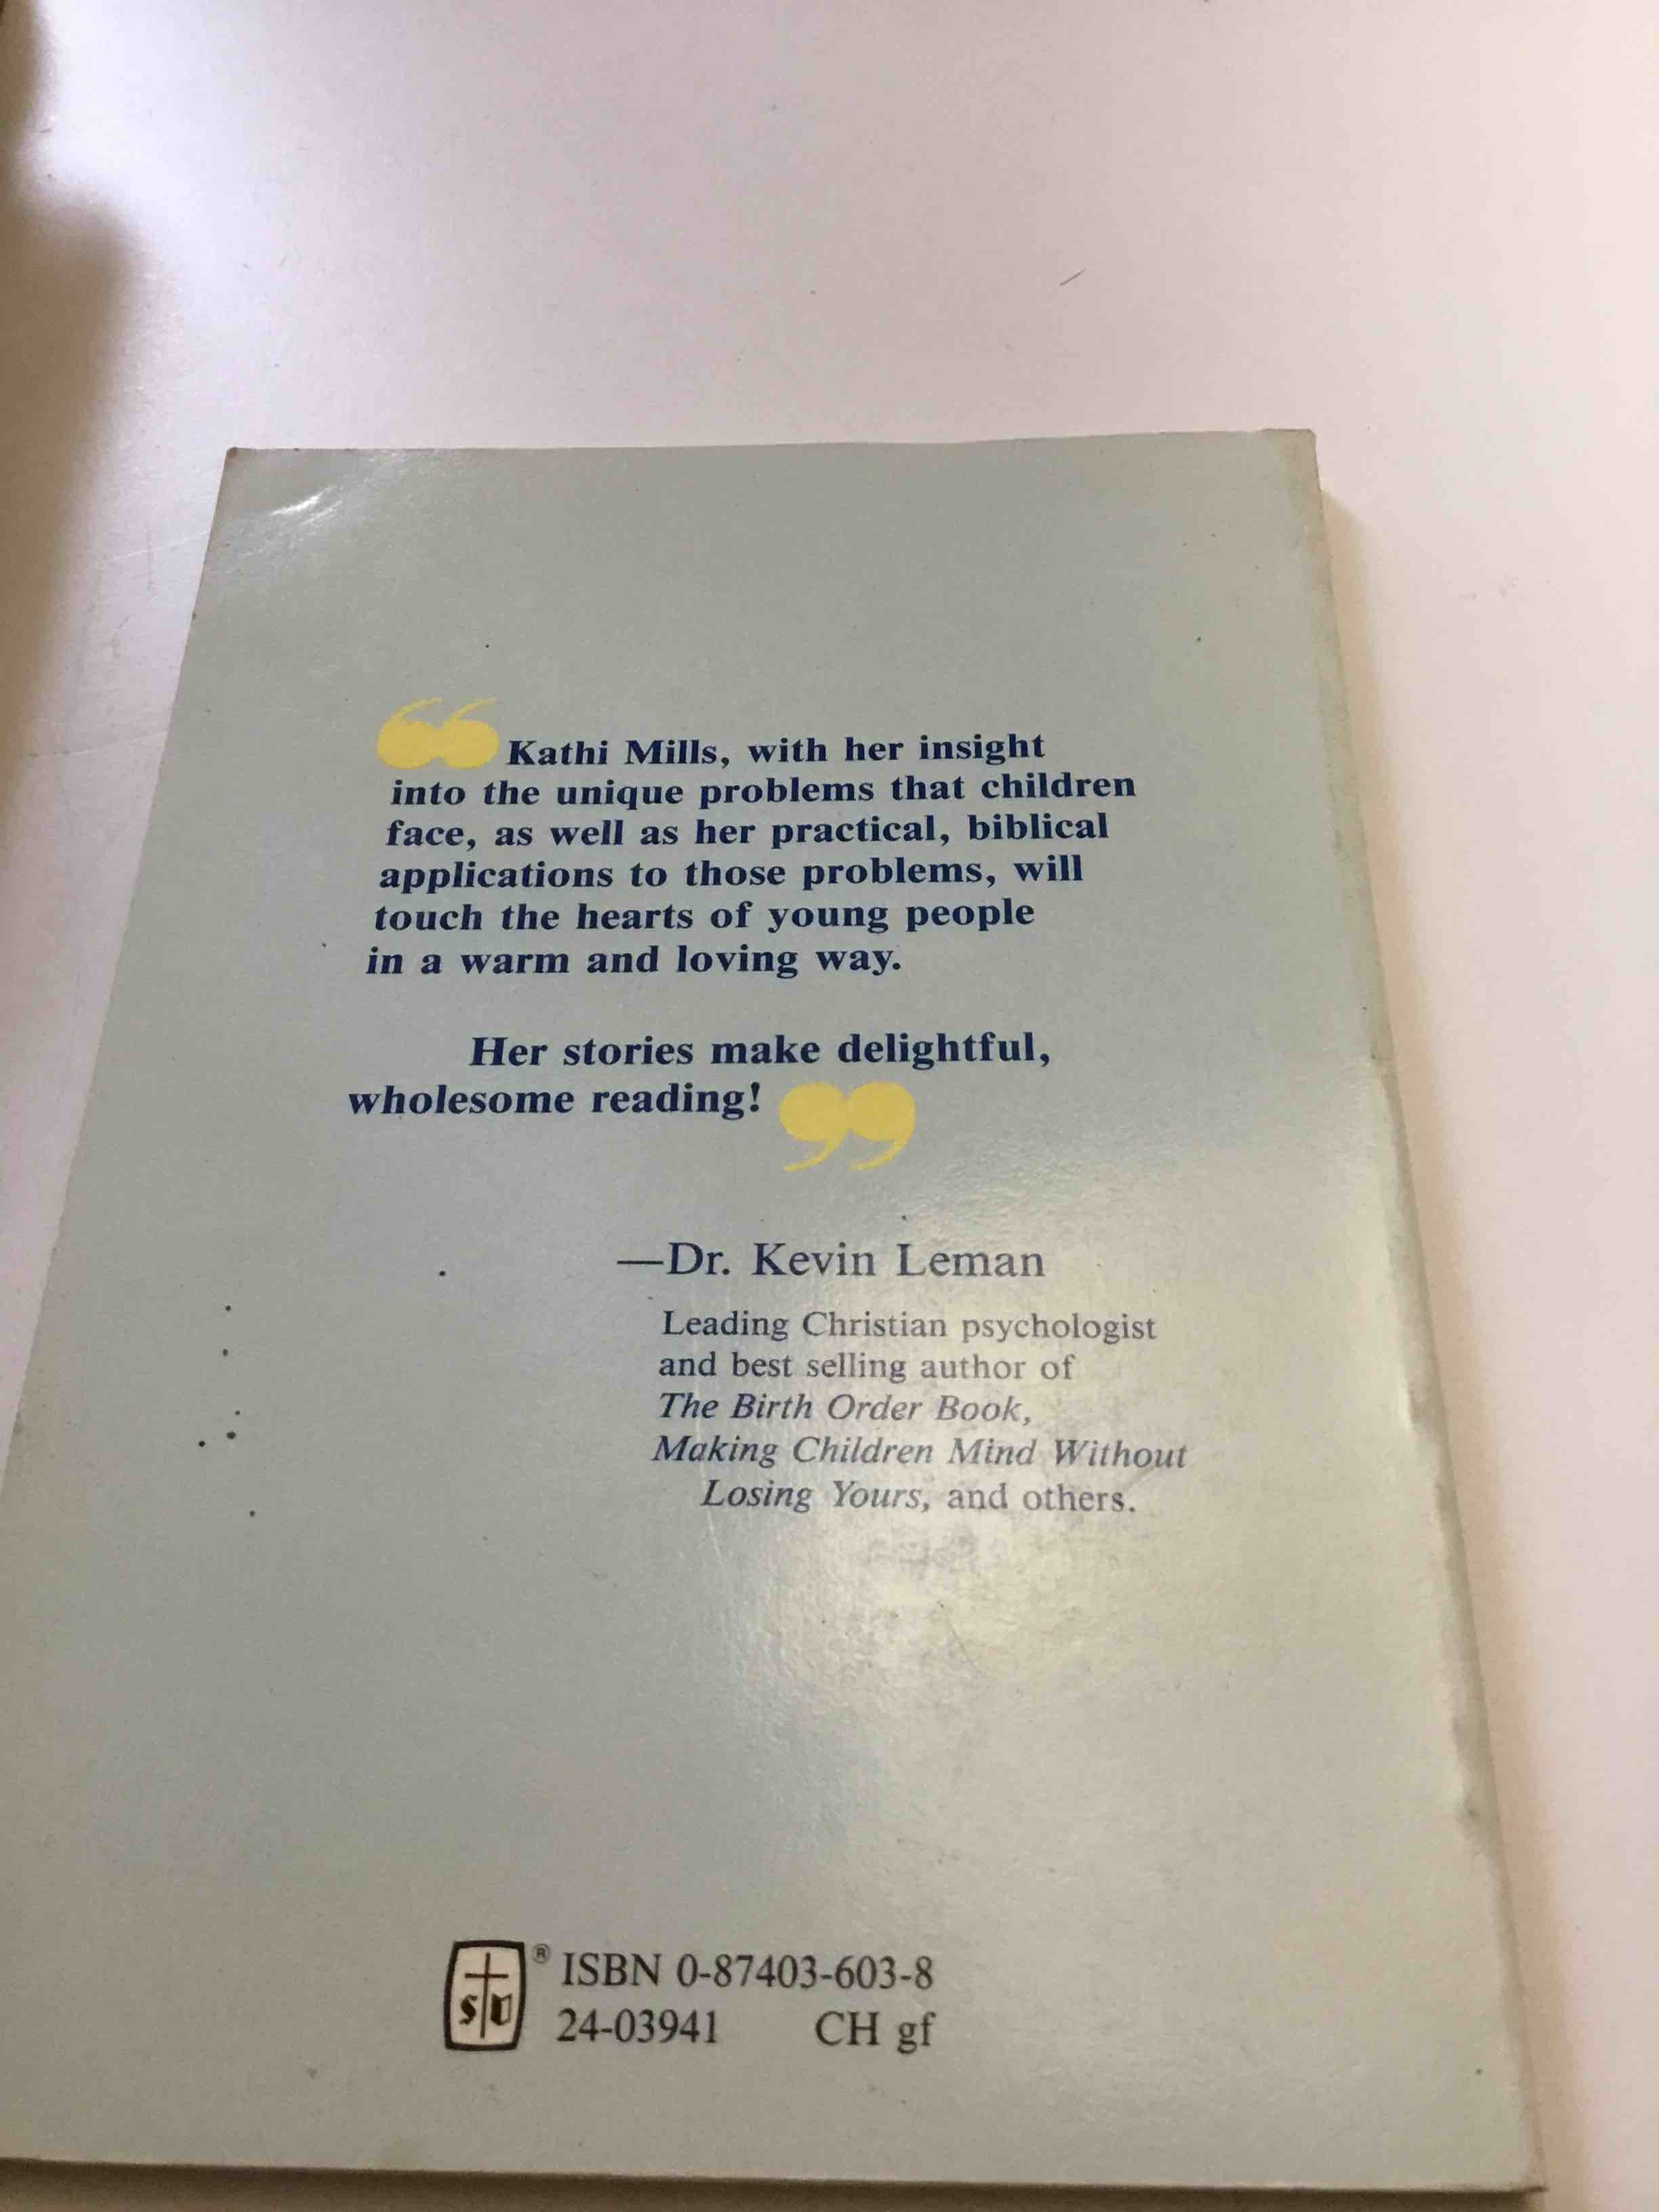 “Kathi Mills, with her insight
into the unique problems that children
face, as well as her practical, biblical
applications to those problems, will
touch the hearts of young people
in a warm and loving way.
Her stories make delightful,
wholesome reading!”
—Dr. Kevin Leman
Leading Christian psychologist
and best selling author of
The Birth Order Book,
Making Children Mind Without
Losing Yours, and others.
SU® ISBN 0-87403-603-8
24-03941 CH gf